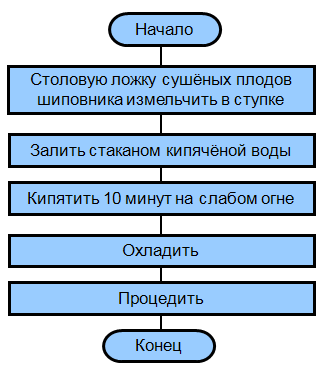 Начало
Столовую ложку сушёных плодов
шиповника измельчить в ступке
Залить стаканом кипячёной воды
Кипятить 10 минут на слабом огне
Охладить
Процедить
Конец